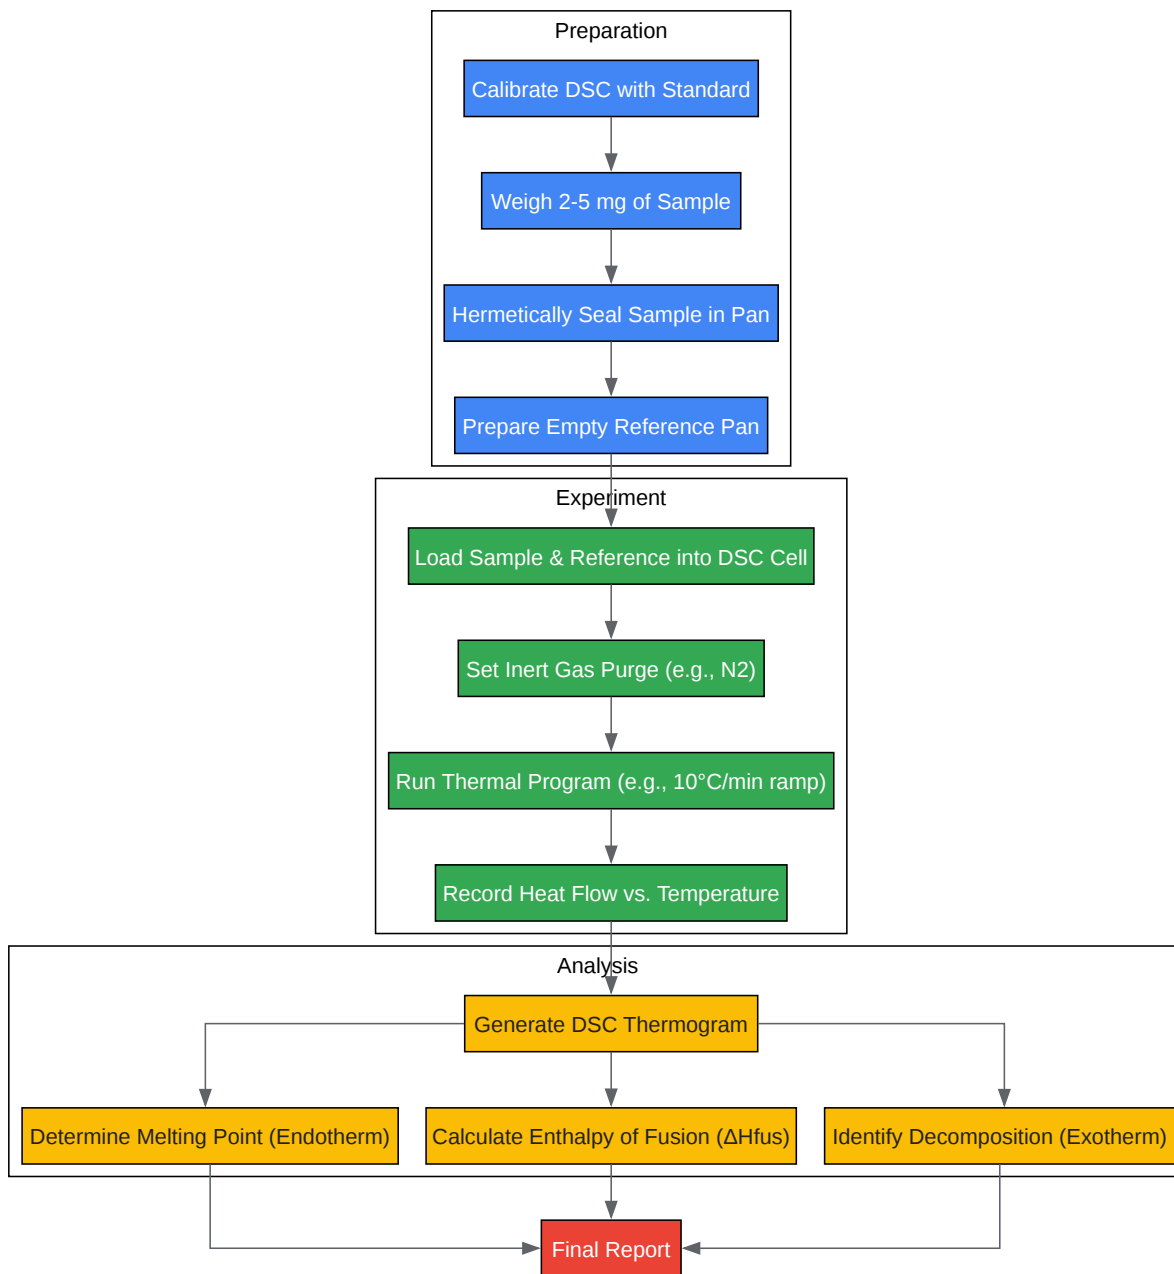 Preparation
Calibrate DSC with Standard
Weigh 2-5 mg of Sample
Hermetically Seal Sample in Pan
Prepare Empty Reference Pan
Experiment
Load Sample & Reference into DSC Cell
Set Inert Gas Purge (e.g., N2)
Run Thermal Program (e.g., 10°C/min ramp)
Record Heat Flow vs. Temperature
Analysis
Generate DSC Thermogram
Determine Melting Point (Endotherm)
Calculate Enthalpy of Fusion (ΔHfus)
Identify Decomposition (Exotherm)
Final Report